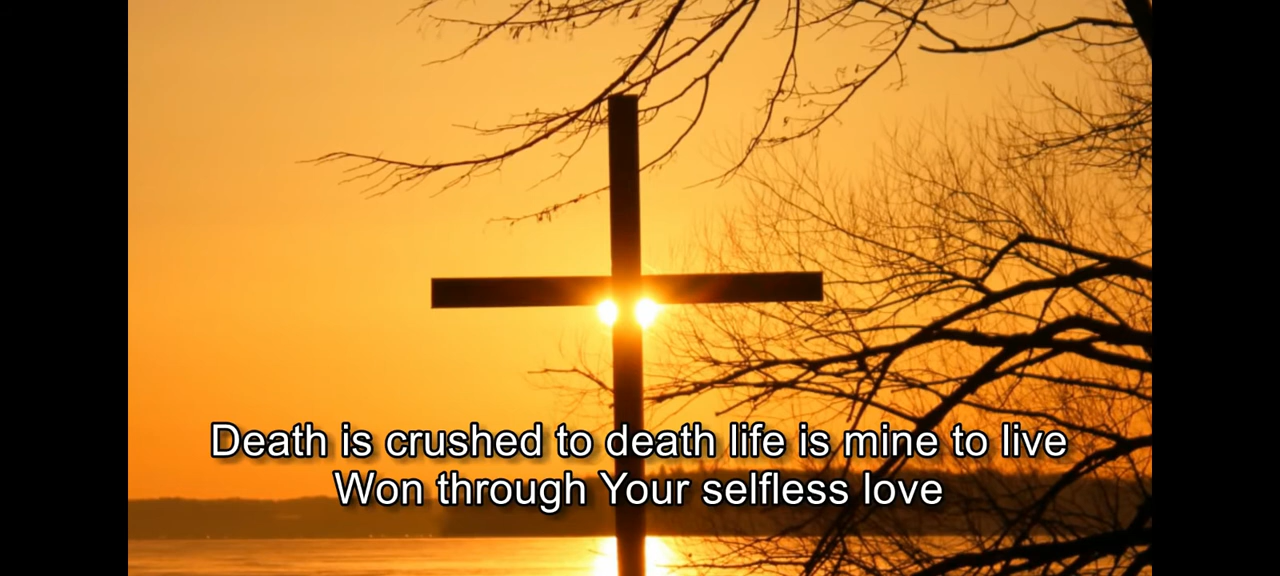 Death is crushed to death life is mine to live
Won through Your selfless love